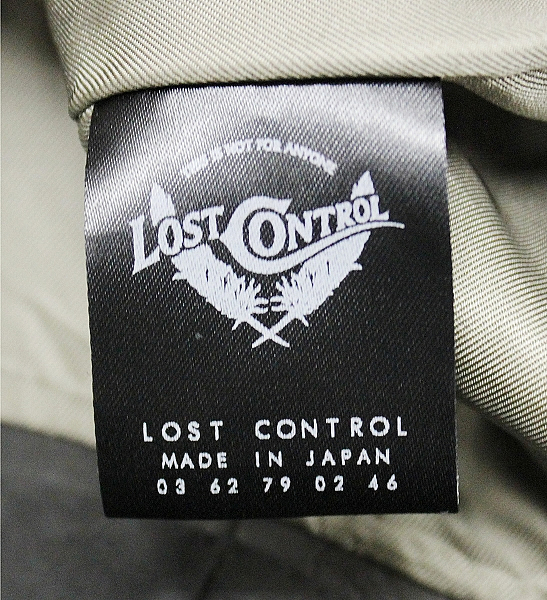 THIS IS NOT FOR ANYONE
LOST CONTROL
LOST CONTROL
MADE IN JAPAN
03 62 79 02 46